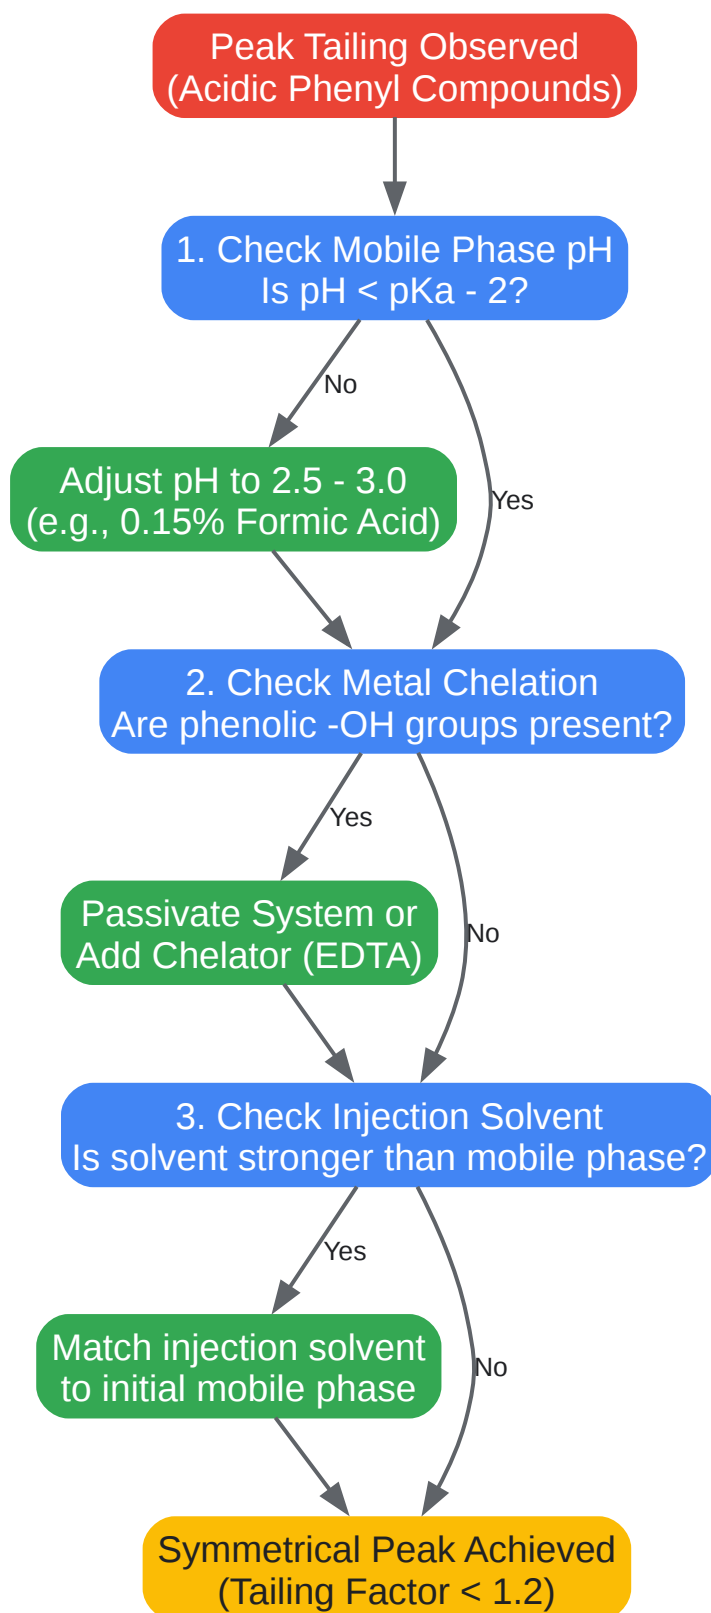 Peak Tailing Observed
(Acidic Phenyl Compounds)
1. Check Mobile Phase pH
Is pH < pKa - 2?
No
Adjust pH to 2.5 - 3.0
(e.g., 0.15% Formic Acid)
Yes
2. Check Metal Chelation
Are phenolic -OH groups present?
Yes
Passivate System or
Add Chelator (EDTA)
No
3. Check Injection Solvent
Is solvent stronger than mobile phase?
Yes
Match injection solvent
to initial mobile phase
No
Symmetrical Peak Achieved
(Tailing Factor < 1.2)